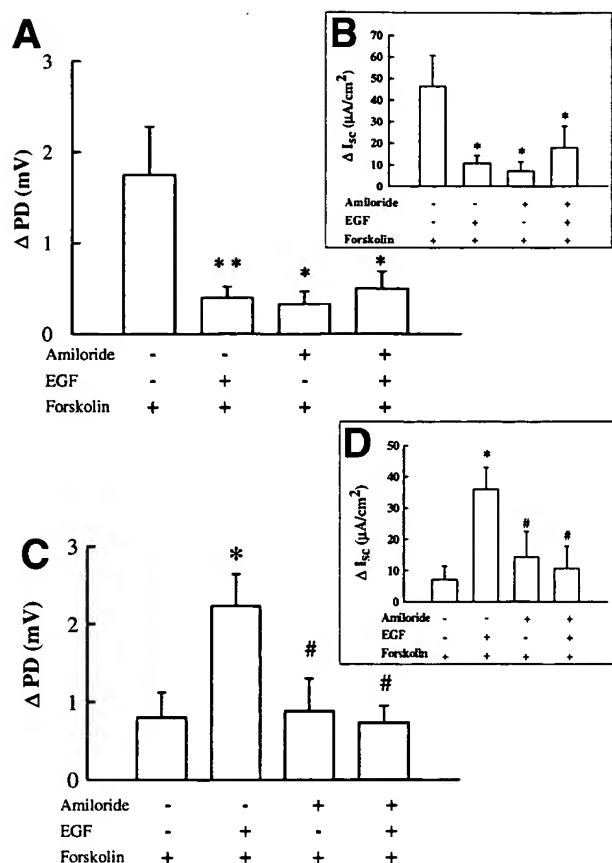 A
3
2
1
0
Δ PD (mV)
* *
*
*
Amiloride - - + +
EGF - + - +
Forskolin + + + +
B
70
60
50
40
30
20
10
0
Δ Isc (μA/cm²)
*
*
*
Amiloride - - + +
EGF - + - +
Forskolin + + + +
C
3
2
1
0
Δ PD (mV)
*
#
#
Amiloride - - + +
EGF - + - +
Forskolin + + + +
D
50
40
30
20
10
0
Δ Isc (μA/cm²)
*
#
#
Amiloride - - + +
EGF - + - +
Forskolin + + + +